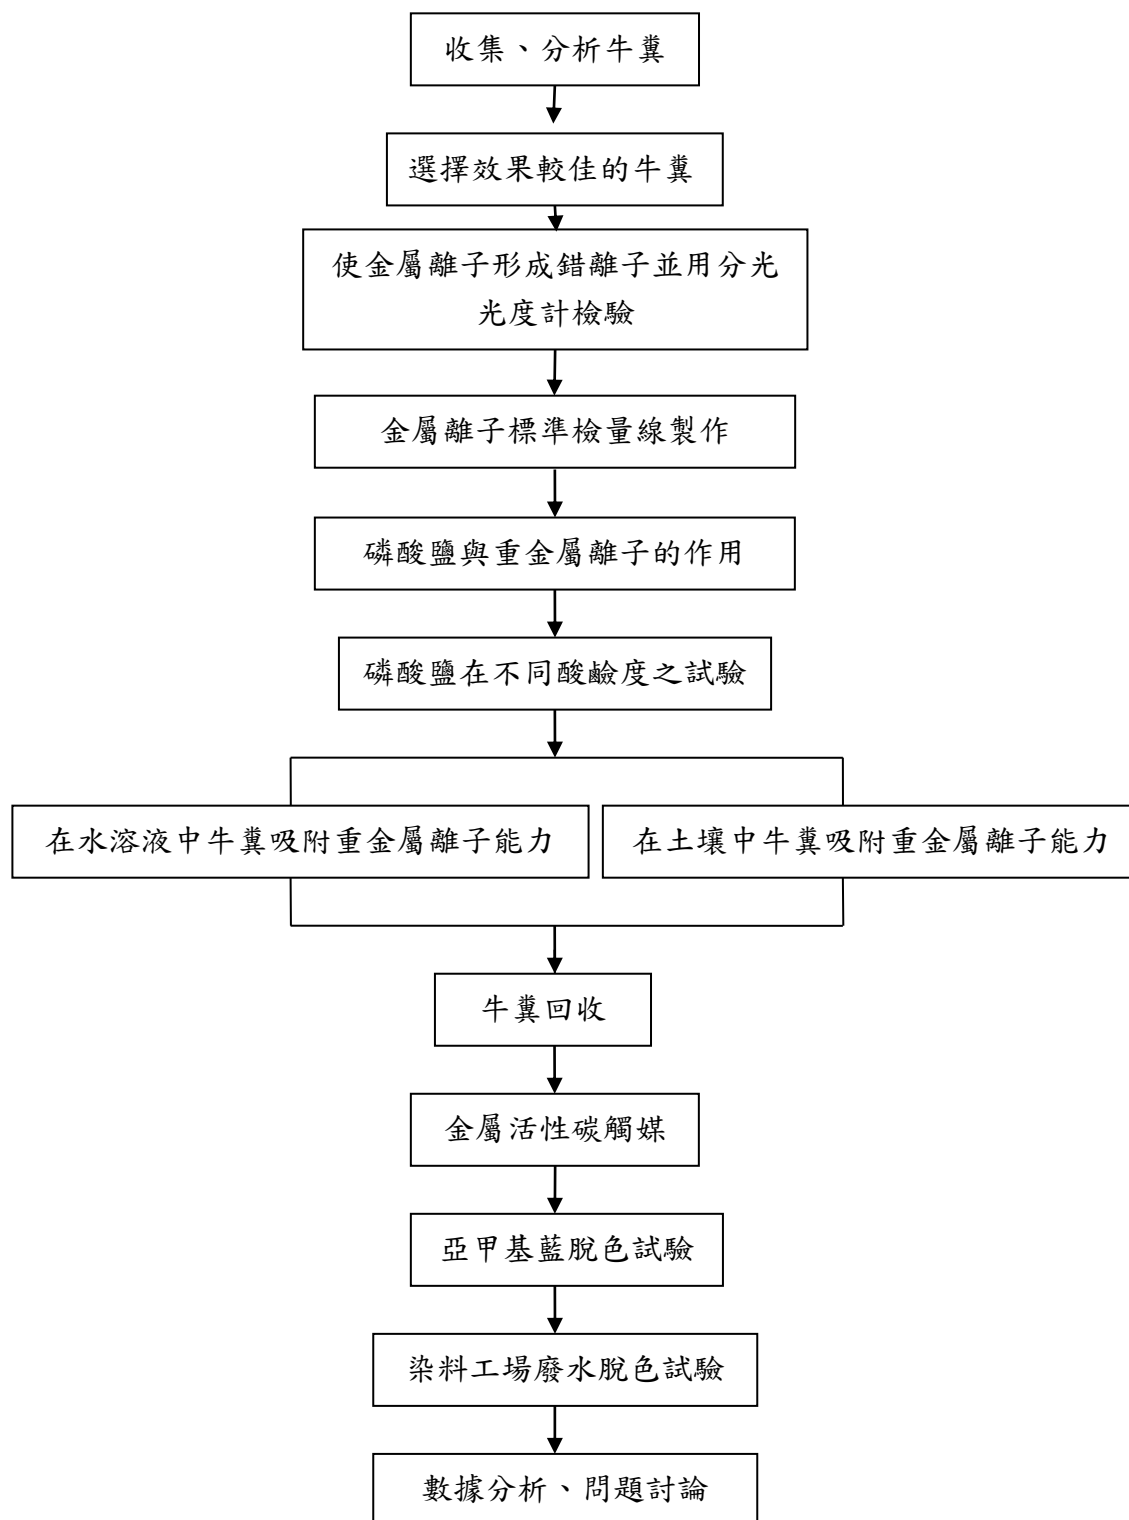 收集、分析牛糞
選擇效果較佳的牛糞
使金屬離子形成錯離子並用分光
光度計檢驗
金屬離子標準檢量線製作
磷酸鹽與重金屬離子的作用
磷酸鹽在不同酸鹼度之試驗
在水溶液中牛糞吸附重金屬離子能力
在土壤中牛糞吸附重金屬離子能力
牛糞回收
金屬活性碳觸媒
亞甲基藍脫色試驗
染料工場廢水脫色試驗
數據分析、問題討論